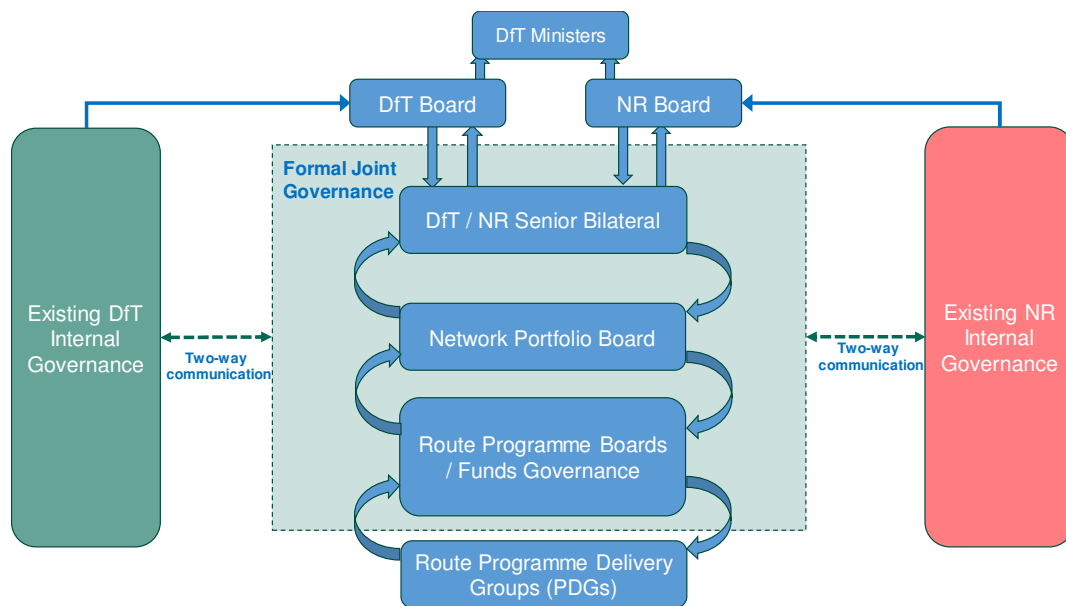 DfT Ministers
DfT Board
NR Board
Formal Joint
Governance
DfT / NR Senior Bilateral
Existing DfT
Internal
Governance
Two-way
communication
Network Portfolio Board
Two-way
communication
Existing NR
Internal
Governance
Route Programme Boards
/ Funds Governance
Route Programme Delivery
Groups (PDGs)